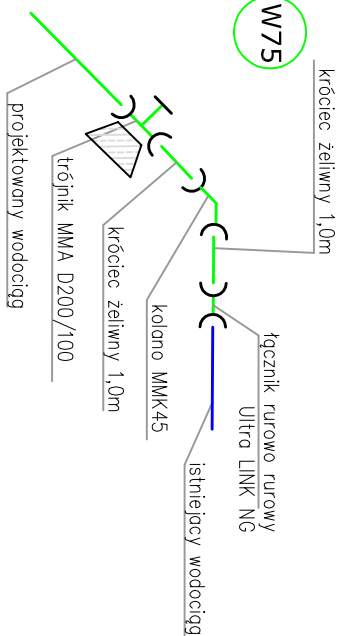 W75
króciec żeliwny 1,0m
łącznik rurowo rurowy
Ultra LINK NG
istniejacy wodociąg
kolano MMK45
króciec żeliwny 1,0m
trójnik MMA D200/100
projektowany wodociąg